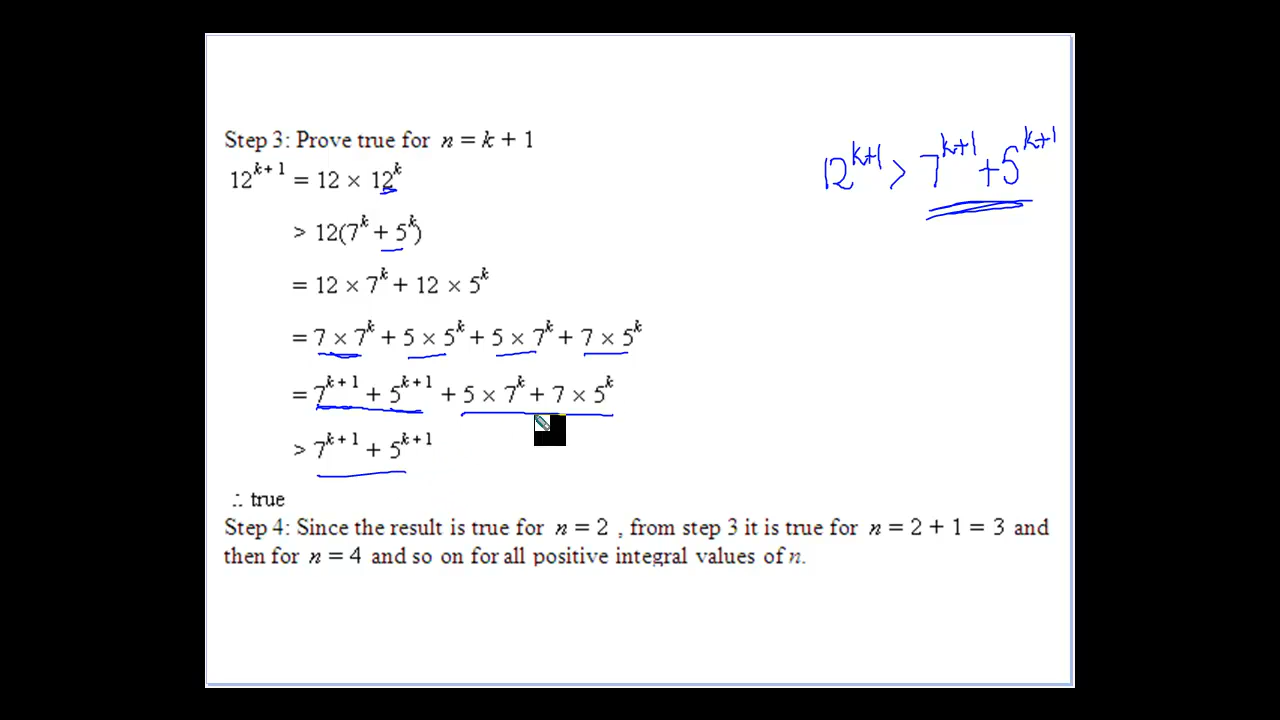 Step 3: Prove true for n = k + 1
12^{k+1} = 12 × 12^k
12^{k+1} > 7^{k+1} + 5^{k+1}
> 12(7^k + 5^k)
= 12 × 7^k + 12 × 5^k
= 7 × 7^k + 5 × 5^k + 5 × 7^k + 7 × 5^k
= 7^{k+1} + 5^{k+1} + 5 × 7^k + 7 × 5^k
> 7^{k+1} + 5^{k+1}
∴ true
Step 4: Since the result is true for n = 2 , from step 3 it is true for n = 2 + 1 = 3 and
then for n = 4 and so on for all positive integral values of n.